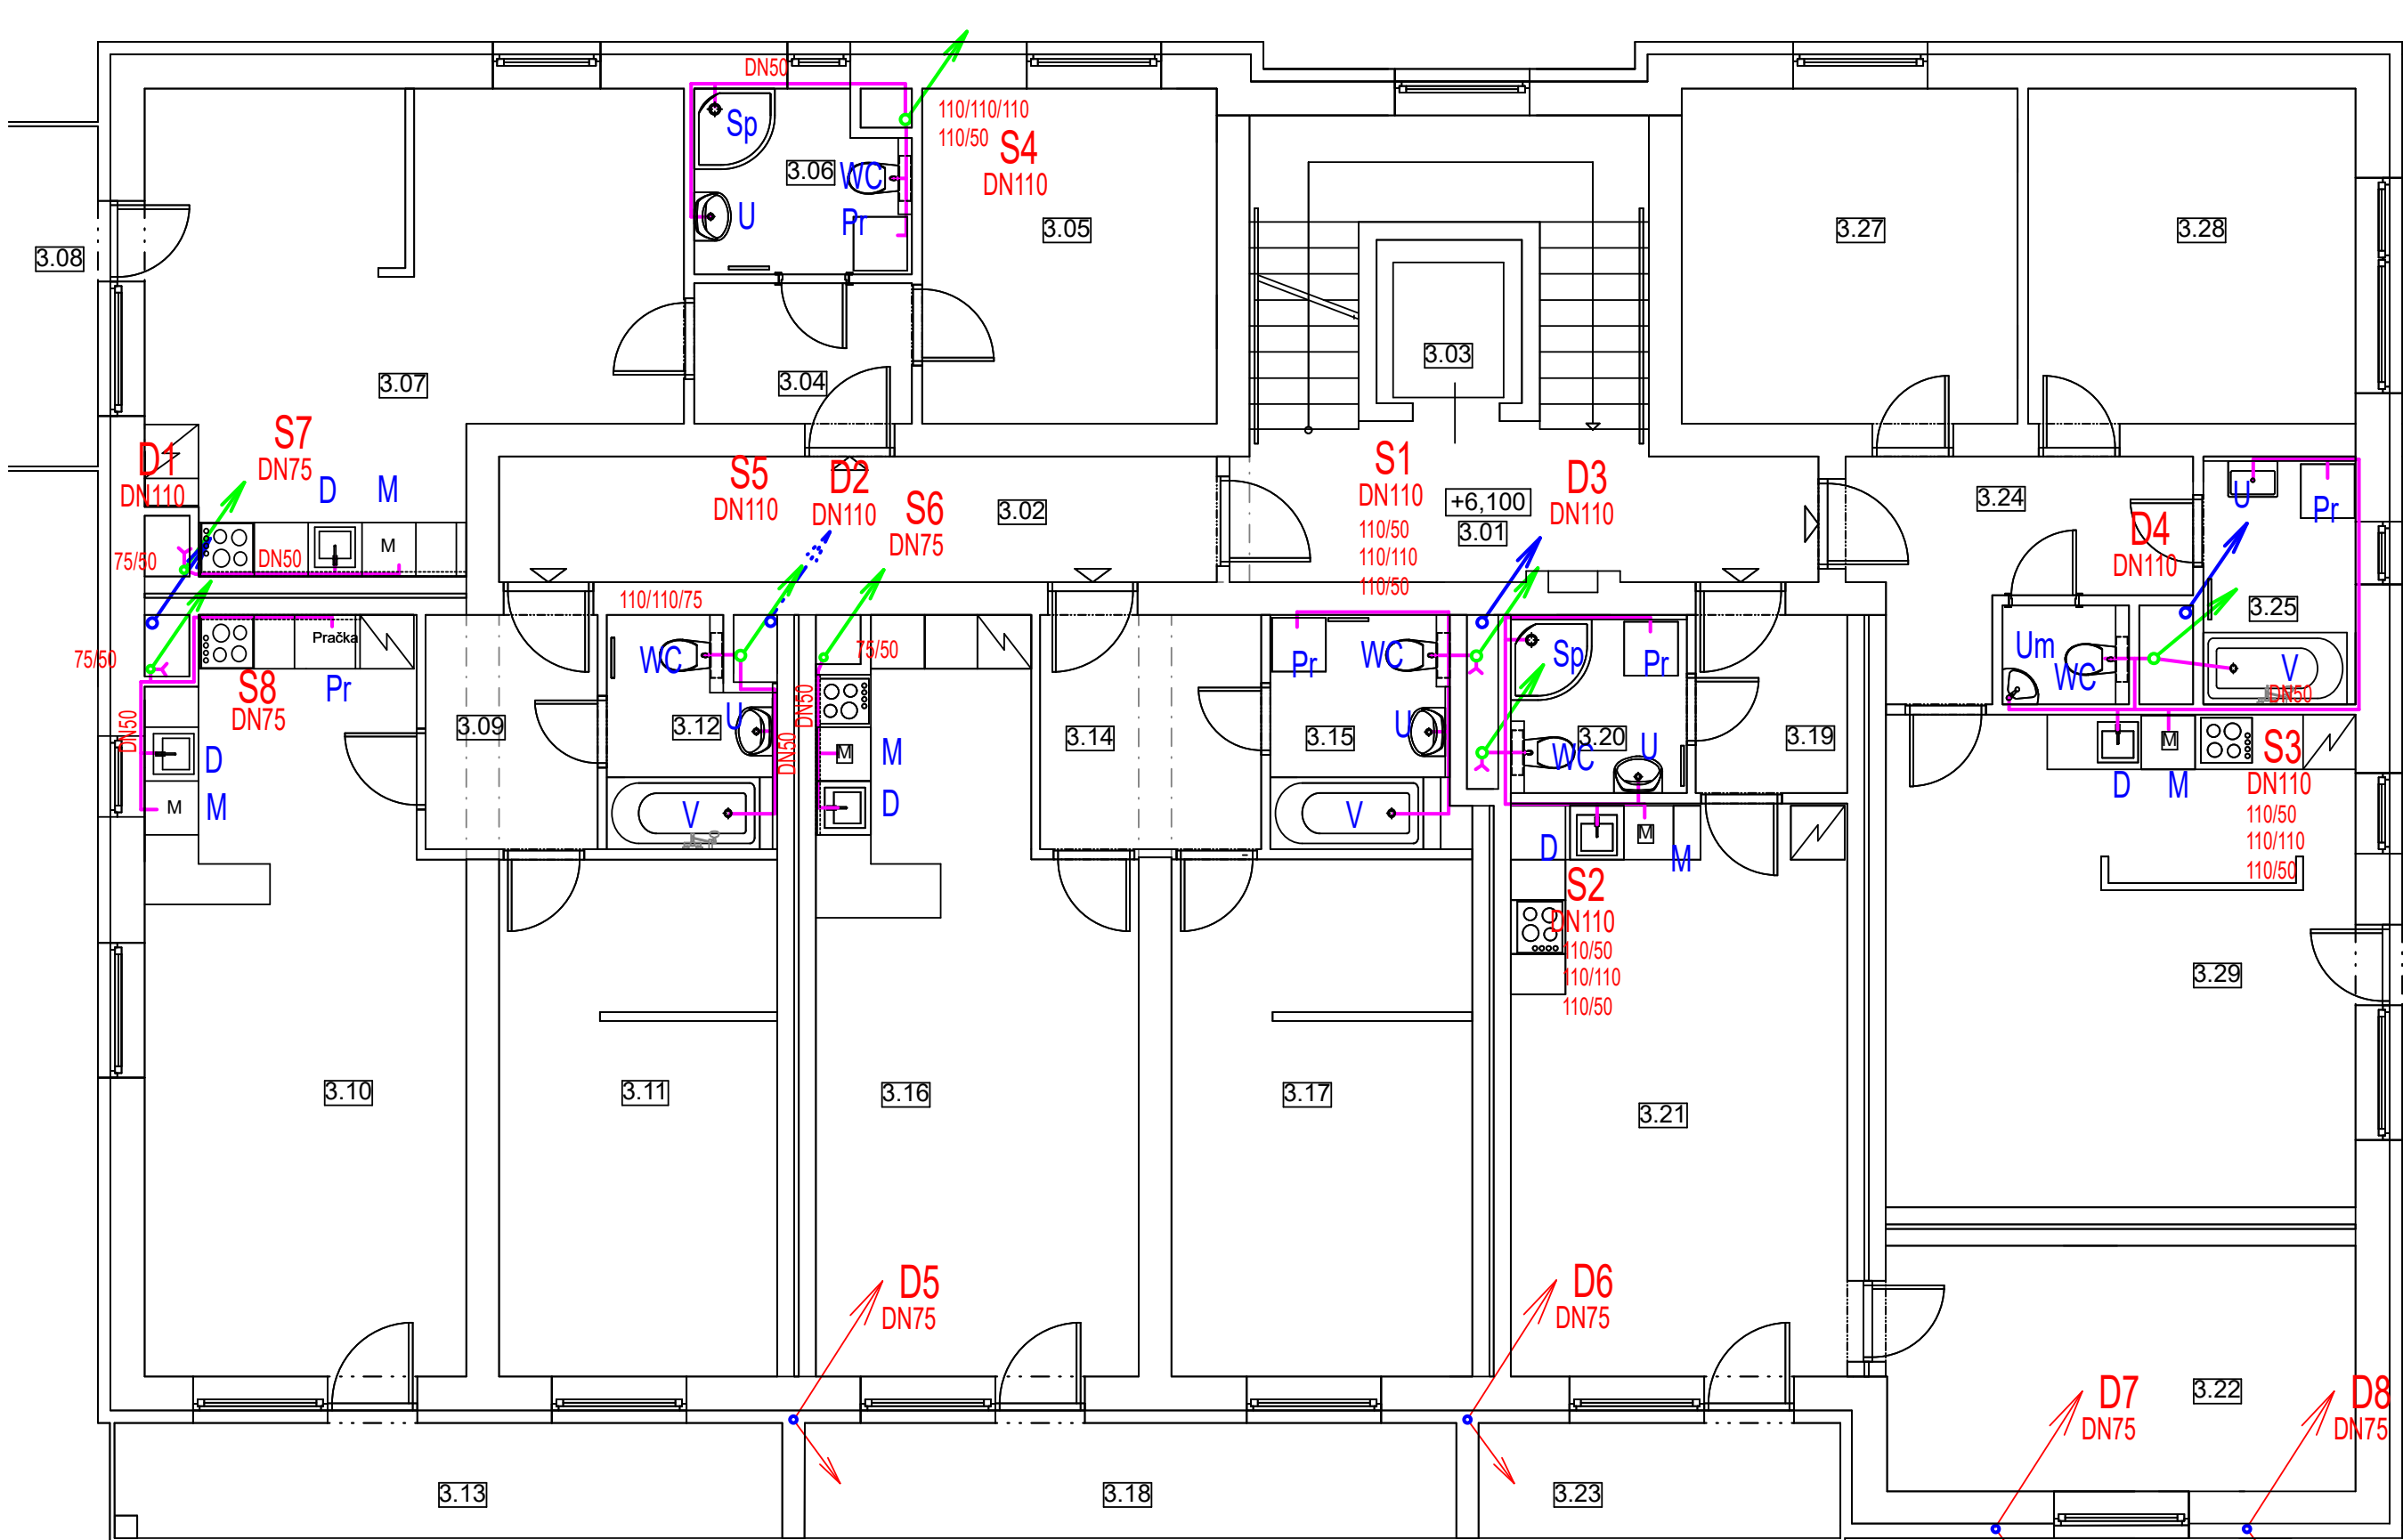 DN50
110/110/110
110/50
S4
DN110
Sp
3.06
WC
U
Pr
3.05
3.08
3.07
3.04
3.03
3.27
3.28
S7
DN75
D1
DN110
D
M
M
75/50
DN50
S5
DN110
D2
DN110
S6
DN75
3.02
S1
DN110
110/50
110/110
110/50
+6,100
3.01
D3
DN110
3.24
D4
DN110
U
Pr
3.25
110/110/75
75/50
Pračka
75/50
S8
DN75
Pr
DN50
D
M
M
3.09
WC
3.12
U
V
DN50
DN50
M
M
D
3.14
Pr
WC
3.15
U
V
Sp
Pr
WC
3.20
U
3.19
D
M
M
Um
WC
V
DN50
M
D
M
S3
DN110
110/50
110/110
110/50
S2
DN110
110/50
110/110
110/50
3.29
3.10
3.11
3.16
3.17
3.21
D5
DN75
D6
DN75
D7
DN75
3.22
D8
DN75
3.13
3.18
3.23